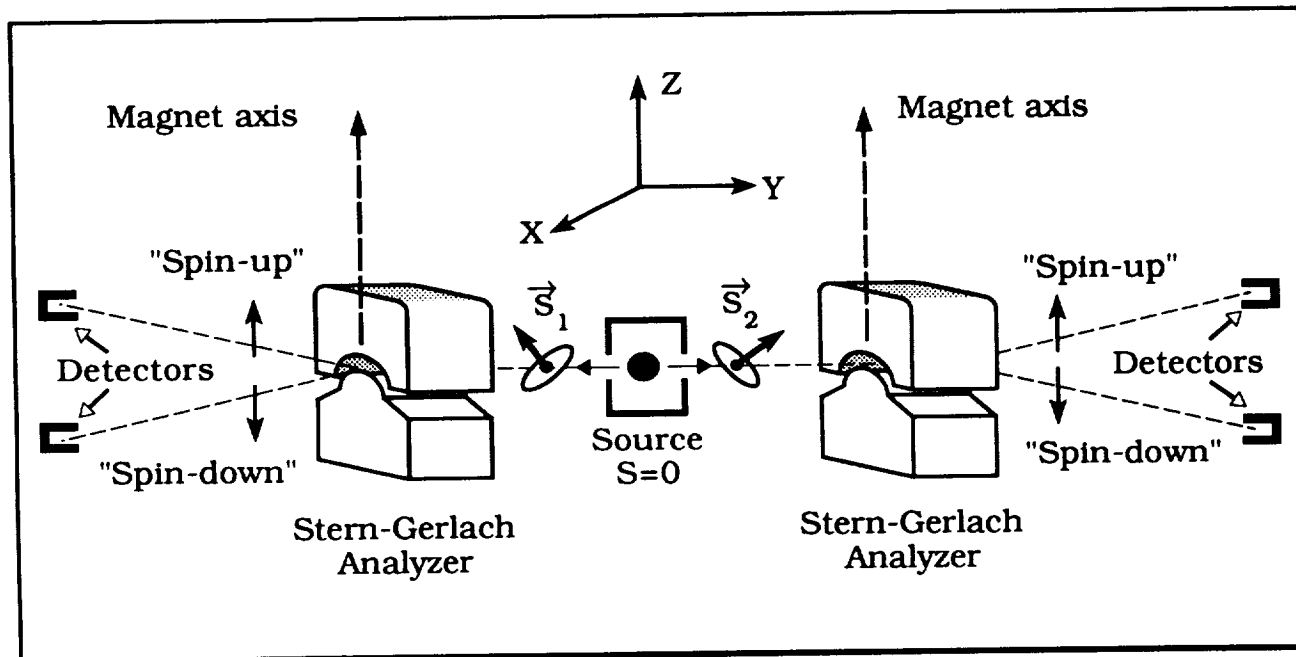 Magnet axis
Z
Magnet axis
Y
X
"Spin-up"
"Spin-up"
S⃗₁
S⃗₂
Detectors
Detectors
"Spin-down"
Source
S=0
"Spin-down"
Stern-Gerlach
Analyzer
Stern-Gerlach
Analyzer